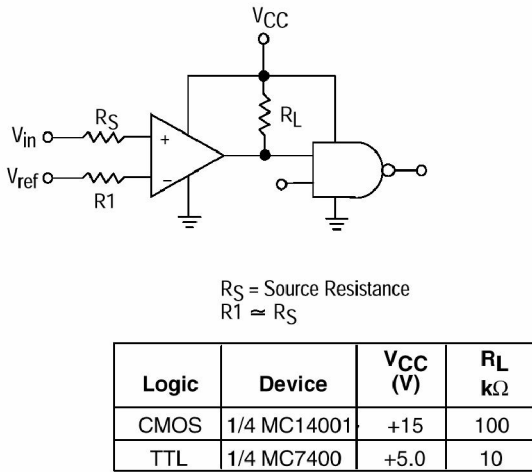 VCC
RS
RL
Vin
+
Vref
−
R1
RS = Source Resistance
R1 ≃ RS
Logic Device VCC (V) RL kΩ
CMOS 1/4 MC14001 +15 100
TTL 1/4 MC7400 +5.0 10